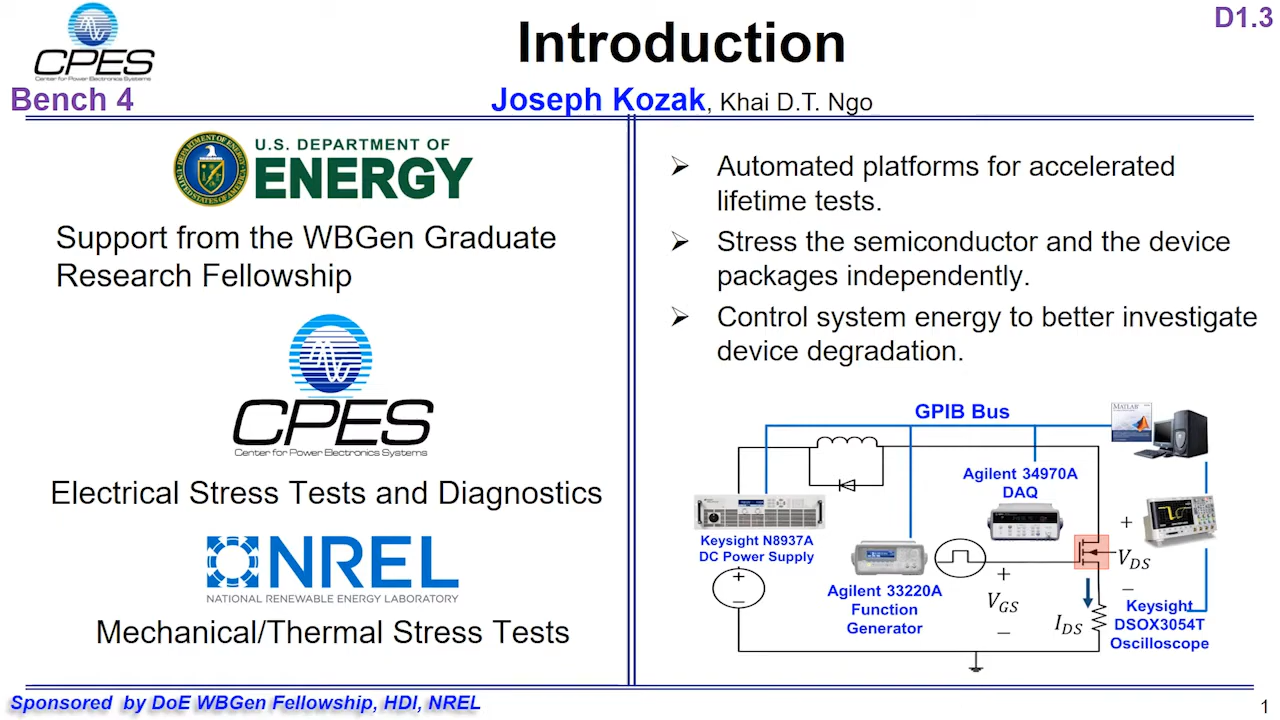 D1.3
CPES
Center for Power Electronics Systems
Introduction
Bench 4
Joseph Kozak, Khai D.T. Ngo
U.S. DEPARTMENT OF
ENERGY
Support from the WBGen Graduate
Research Fellowship
CPES
Center for Power Electronics Systems
Electrical Stress Tests and Diagnostics
NREL
NATIONAL RENEWABLE ENERGY LABORATORY
Mechanical/Thermal Stress Tests
➢ Automated platforms for accelerated
lifetime tests.
➢ Stress the semiconductor and the device
packages independently.
➢ Control system energy to better investigate
device degradation.
GPIB Bus
MATLAB
Agilent 34970A
DAQ
Keysight N8937A
DC Power Supply
+
−
Agilent 33220A
Function
Generator
+
V_GS
−
+
V_DS
−
I_DS
Keysight
DSOX3054T
Oscilloscope
Sponsored by DoE WBGen Fellowship, HDI, NREL
1